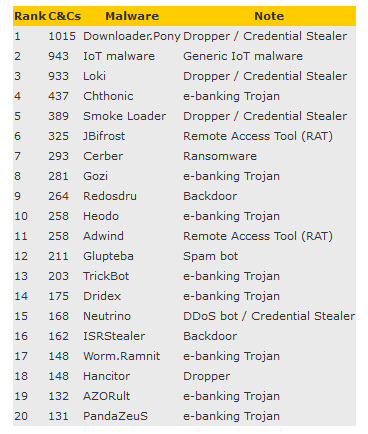 Rank C&Cs Malware Note
1 1015 Downloader.Pony Dropper / Credential Stealer
2 943 IoT malware Generic IoT malware
3 933 Loki Dropper / Credential Stealer
4 437 Chthonic e-banking Trojan
5 389 Smoke Loader Dropper / Credential Stealer
6 325 JBifrost Remote Access Tool (RAT)
7 293 Cerber Ransomware
8 281 Gozi e-banking Trojan
9 264 Redosdru Backdoor
10 258 Heodo e-banking Trojan
11 258 Adwind Remote Access Tool (RAT)
12 211 Glupteba Spam bot
13 203 TrickBot e-banking Trojan
14 175 Dridex e-banking Trojan
15 168 Neutrino DDoS bot / Credential Stealer
16 162 ISRStealer Backdoor
17 148 Worm.Ramnit e-banking Trojan
18 148 Hancitor Dropper
19 132 AZORult e-banking Trojan
20 131 PandaZeuS e-banking Trojan